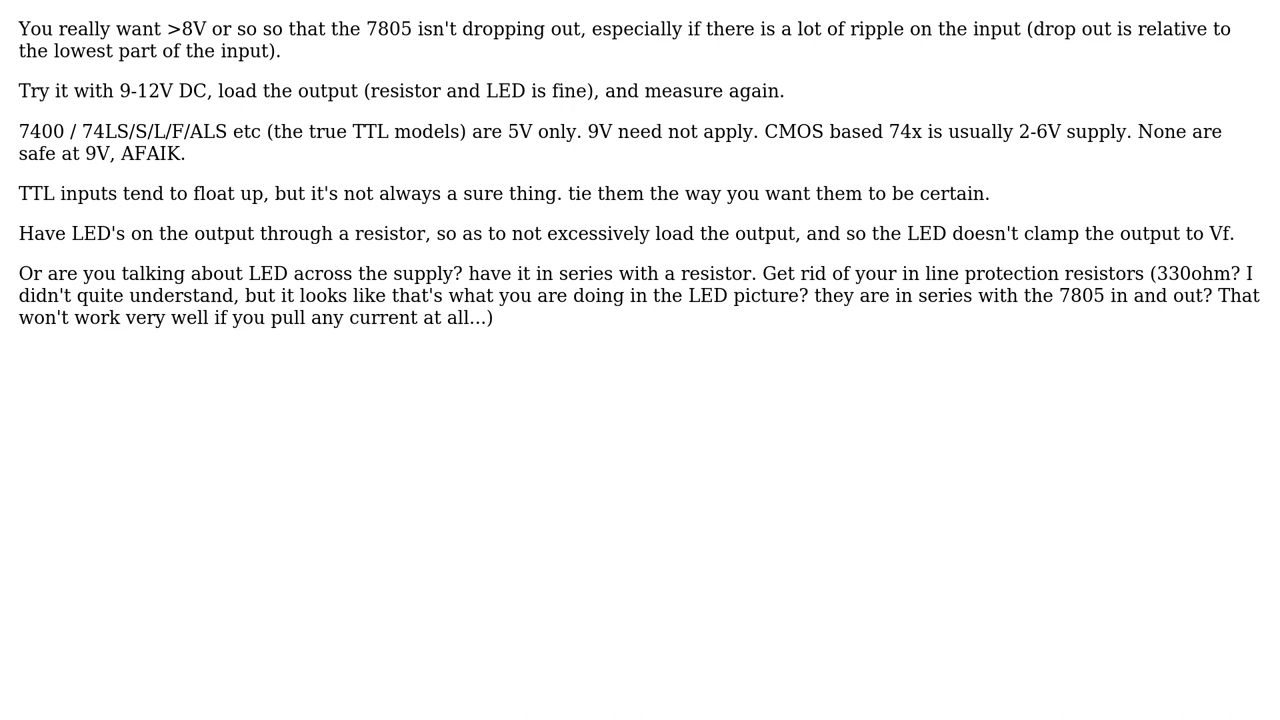 You really want >8V or so so that the 7805 isn't dropping out, especially if there is a lot of ripple on the input (drop out is relative to
the lowest part of the input).
Try it with 9-12V DC, load the output (resistor and LED is fine), and measure again.
7400 / 74LS/S/L/F/ALS etc (the true TTL models) are 5V only. 9V need not apply. CMOS based 74x is usually 2-6V supply. None are
safe at 9V, AFAIK.
TTL inputs tend to float up, but it's not always a sure thing. tie them the way you want them to be certain.
Have LED's on the output through a resistor, so as to not excessively load the output, and so the LED doesn't clamp the output to Vf.
Or are you talking about LED across the supply? have it in series with a resistor. Get rid of your in line protection resistors (330ohm? I
didn't quite understand, but it looks like that's what you are doing in the LED picture? they are in series with the 7805 in and out? That
won't work very well if you pull any current at all...)